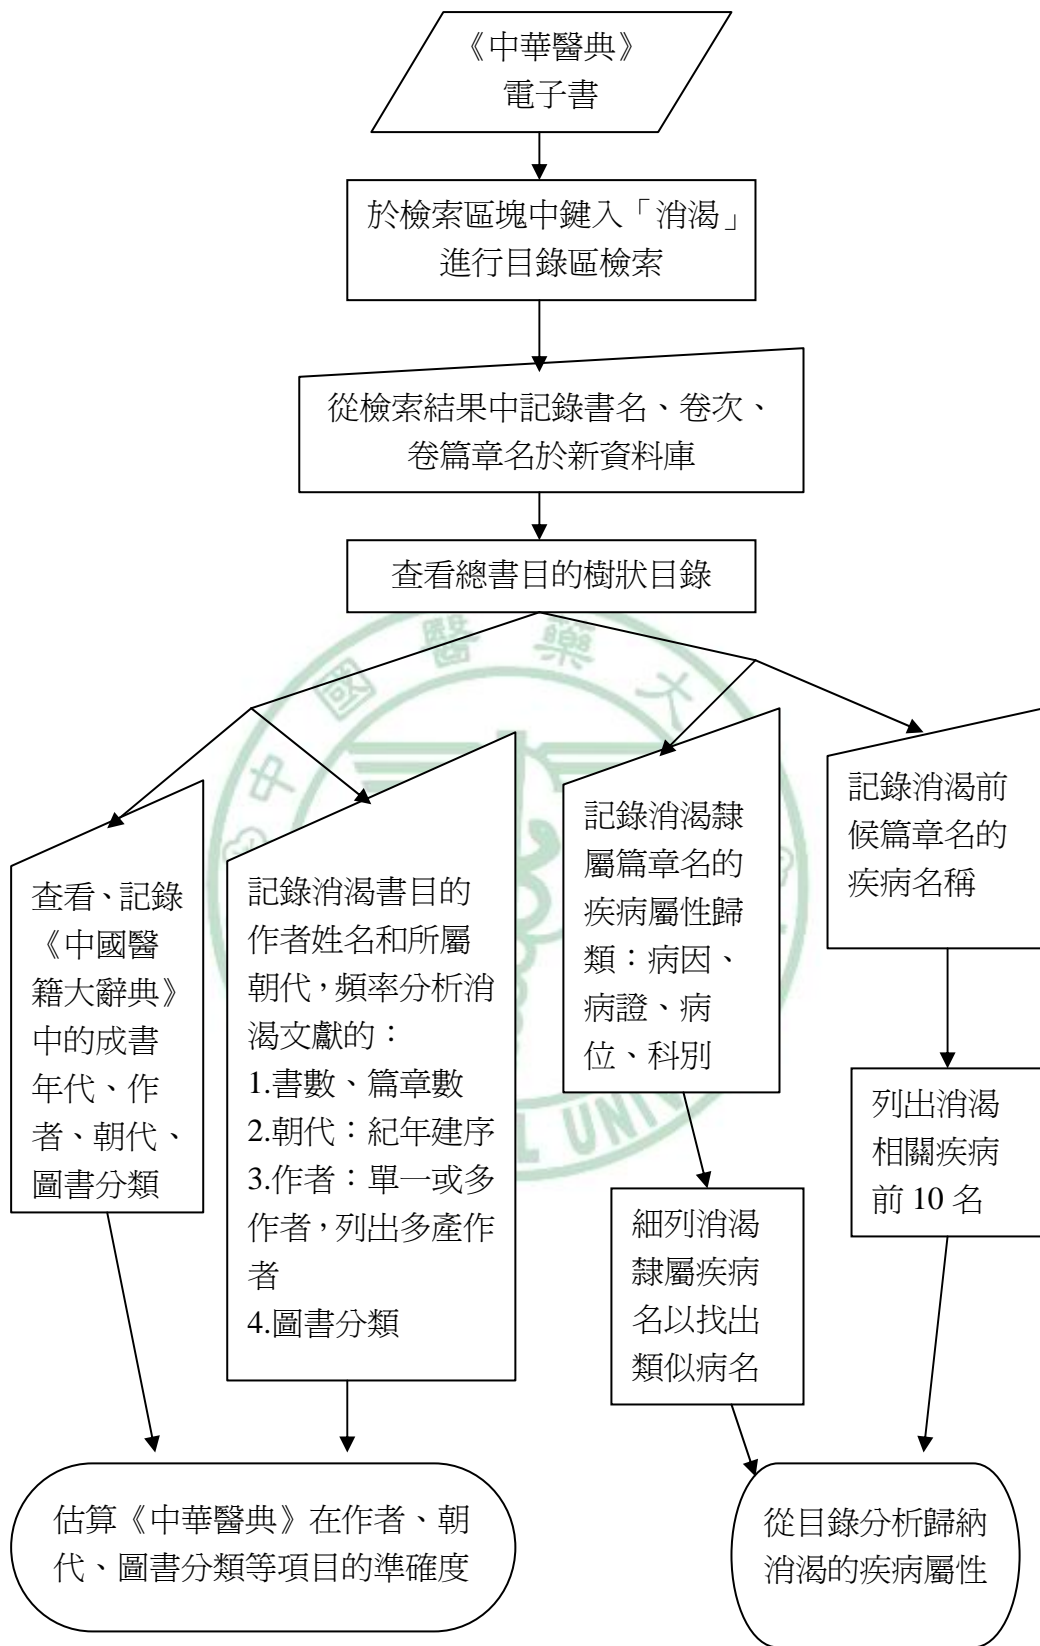 《中華醫典》
電子書
於檢索區塊中鍵入「消渴」
進行目錄區檢索
從檢索結果中記錄書名、卷次、
卷篇章名於新資料庫
查看總書目的樹狀目錄
中國醫藥大
查看、記錄
《中國醫
籍大辭典》
中的成書
年代、作
者、朝代、
圖書分類
記錄消渴書目的
作者姓名和所屬
朝代，頻率分析消
渴文獻的：
1.書數、篇章數
2.朝代：紀年建序
3.作者：單一或多
作者，列出多產作
者
4.圖書分類
記錄消渴隸
屬篇章名的
疾病屬性歸
類：病因、
病證、病
位、科別
記錄消渴前
候篇章名的
疾病名稱
細列消渴
隸屬疾病
名以找出
類似病名
列出消渴
相關疾病
前 10 名
估算《中華醫典》在作者、朝
代、圖書分類等項目的準確度
從目錄分析歸納
消渴的疾病屬性